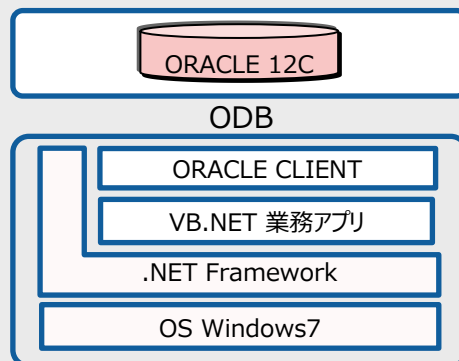 ORACLE 12C
ODB
ORACLE CLIENT
VB.NET 業務アプリ
.NET Framework
OS Windows7